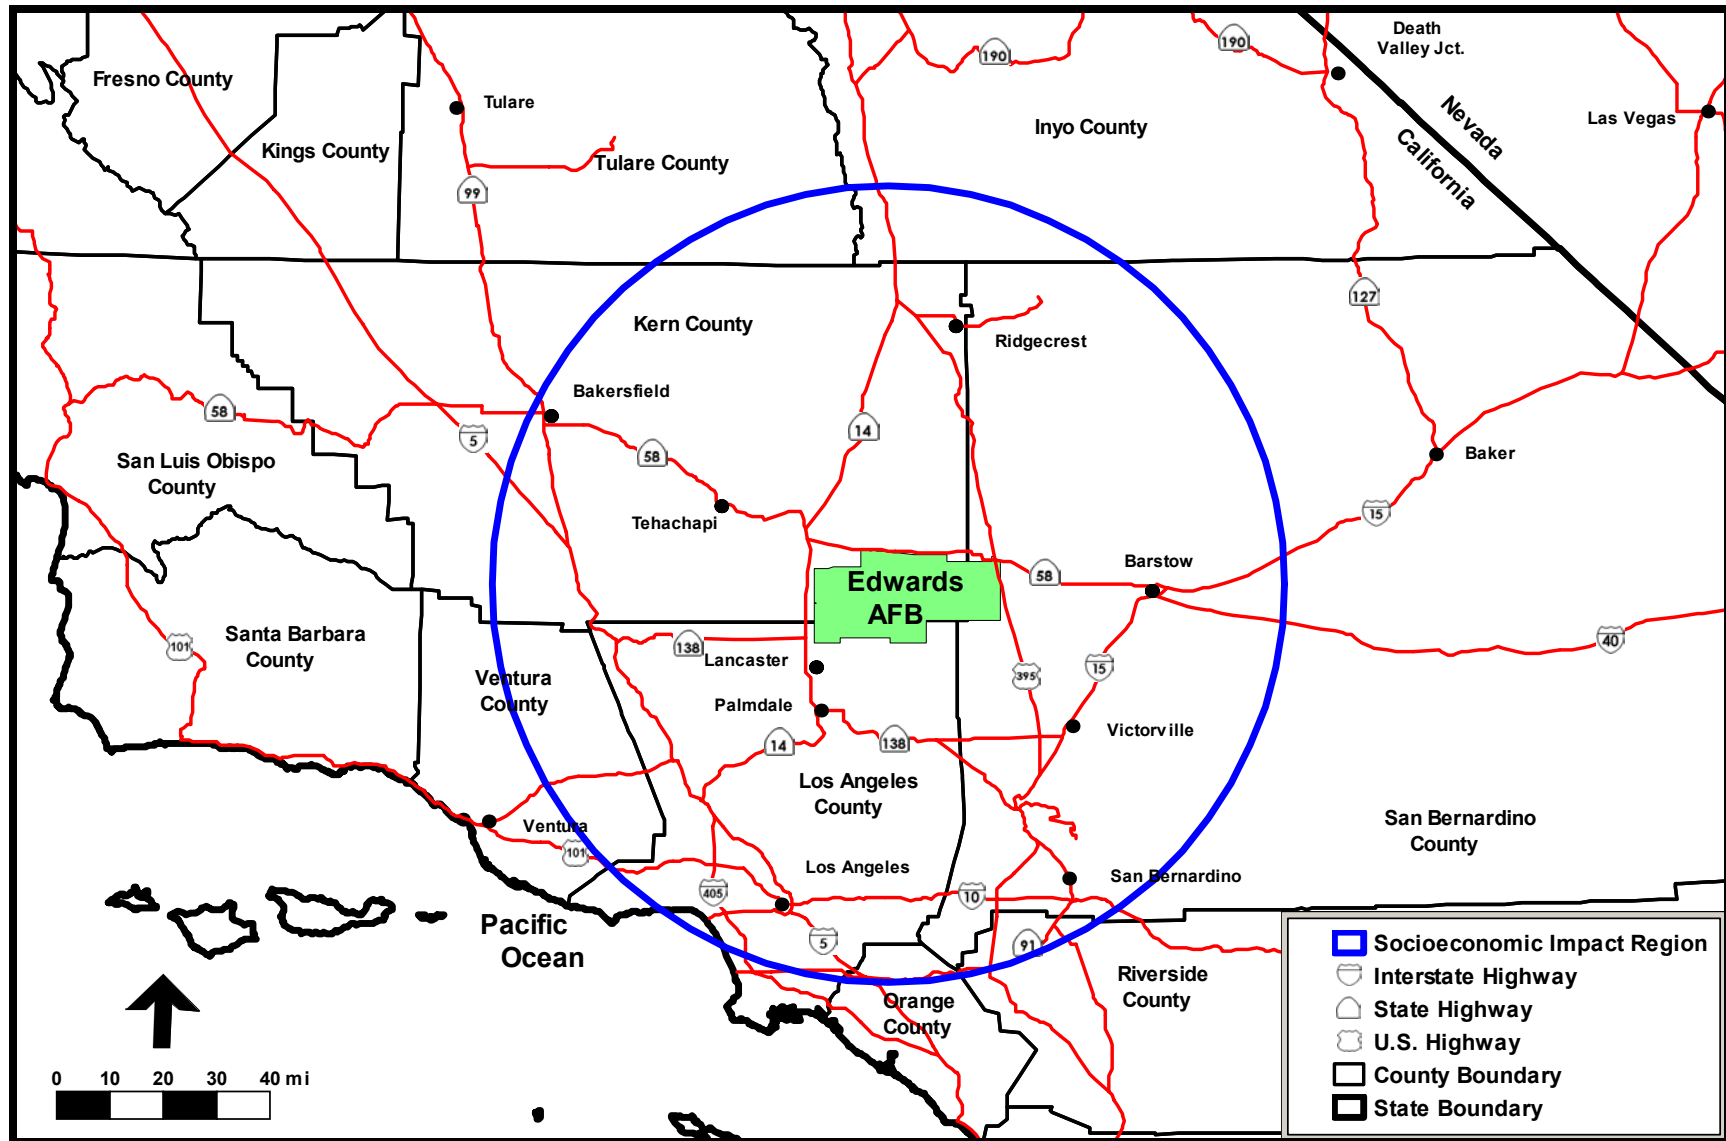 Death
Valley Jct.
190
190
Fresno County
Tulare
Nevada
Las Vegas
Inyo County
California
Kings County
Tulare County
99
127
Kern County
Ridgecrest
Bakersfield
58
5
14
58
San Luis Obispo
County
Baker
15
Tehachapi
Barstow
58
Edwards
AFB
Santa Barbara
County
101
138
Lancaster
40
15
395
Ventura
County
Palmdale
14
138
Victorville
Los Angeles
County
San Bernardino
County
Ventura
101
Los Angeles
San Bernardino
405
10
Pacific
Ocean
5
91
Riverside
County
Orange
County
Socioeconomic Impact Region
Interstate Highway
State Highway
U.S. Highway
County Boundary
State Boundary
0 10 20 30 40 mi